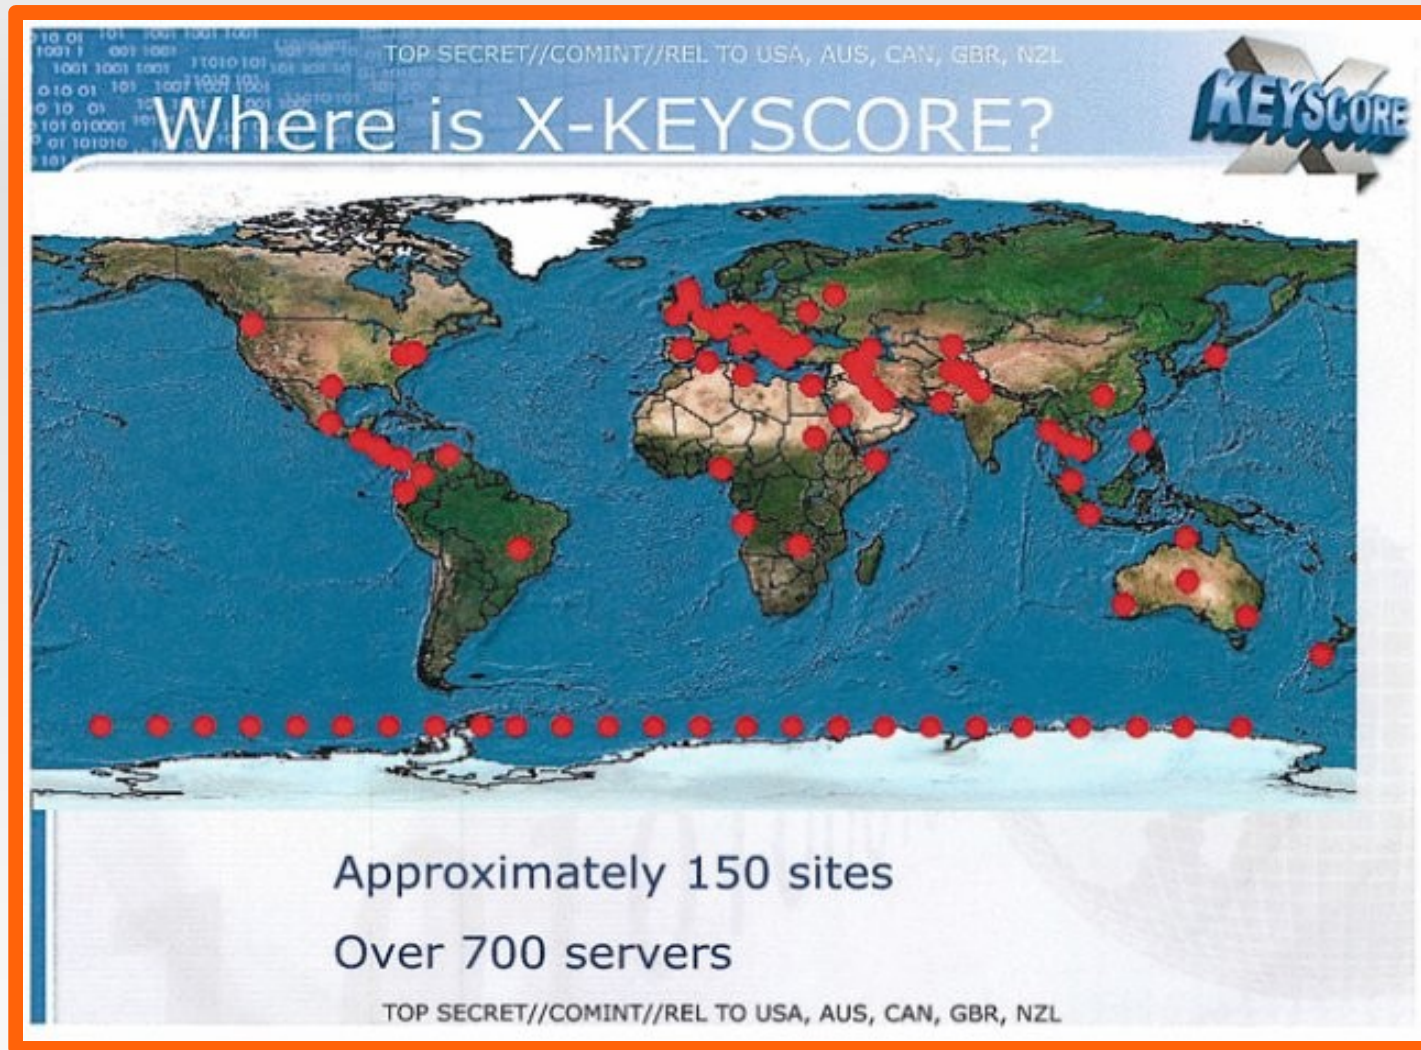 TOP SECRET//COMINT//REL TO USA, AUS, CAN, GBR, NZL
Where is X-KEYSCORE?
X KEYSCORE
Approximately 150 sites
Over 700 servers
TOP SECRET//COMINT//REL TO USA, AUS, CAN, GBR, NZL